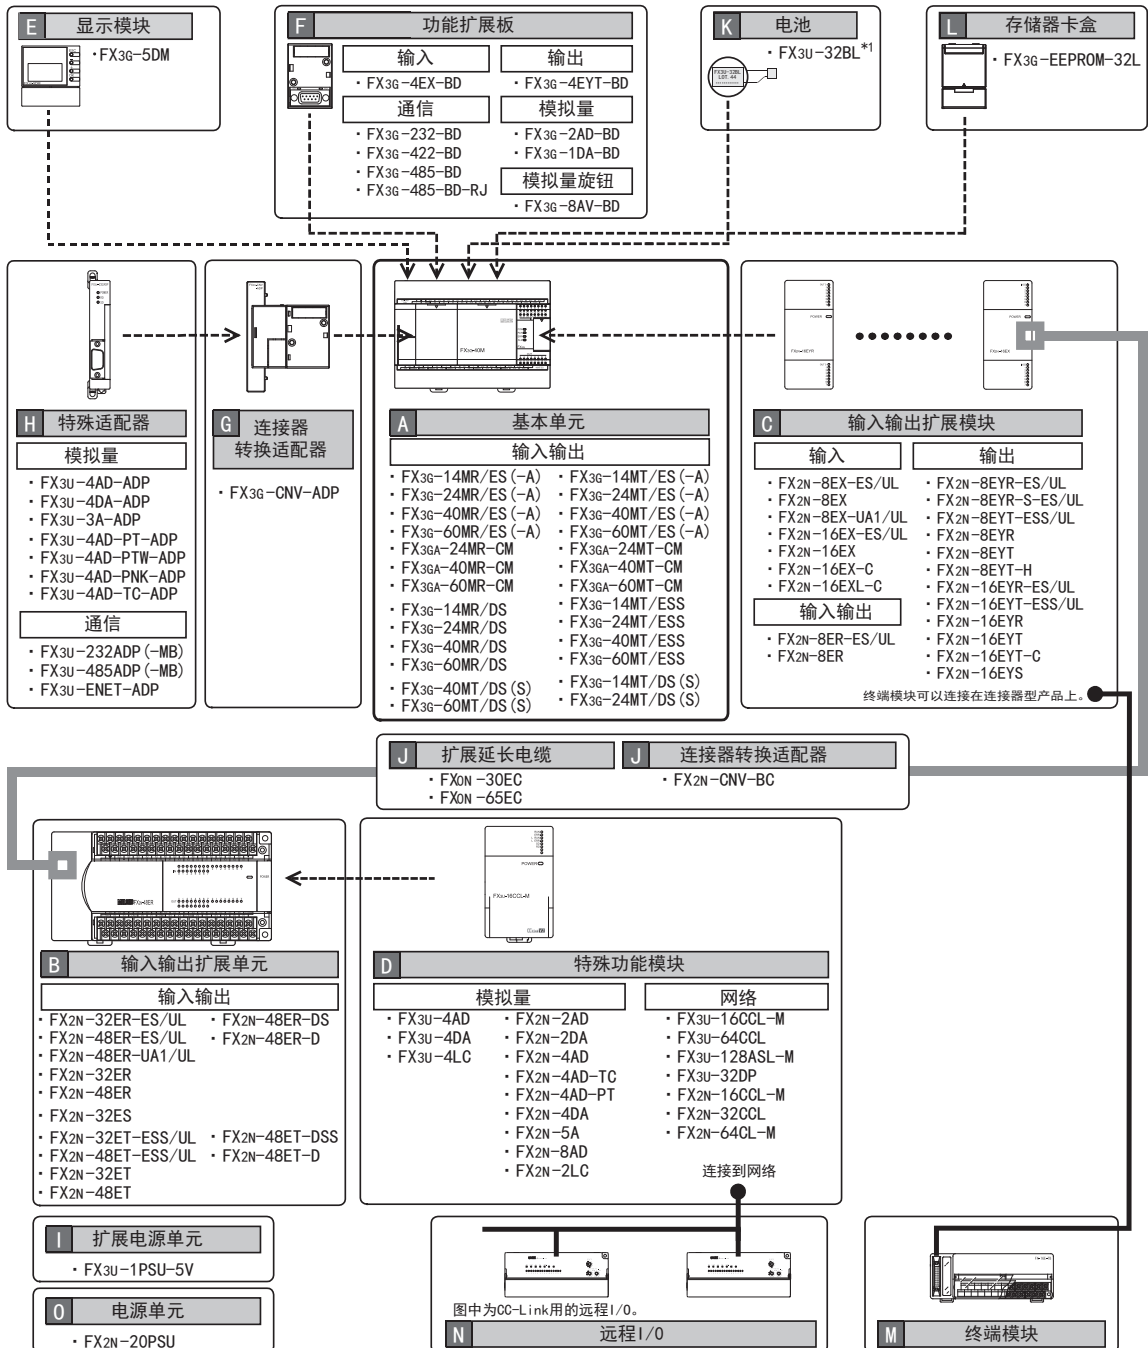 E 显示模块
・FX3G-5DM
F 功能扩展板
输入
・FX3G-4EX-BD
通信
・FX3G-232-BD
・FX3G-422-BD
・FX3G-485-BD
・FX3G-485-BD-RJ
输出
・FX3G-4EYT-BD
模拟量
・FX3G-2AD-BD
・FX3G-1DA-BD
模拟量旋钮
・FX3G-8AV-BD
K 电池
・FX3U-32BL*1
FX3U-32BL
LOT. 44
L 存储器卡盒
・FX3G-EEPROM-32L
H 特殊适配器
模拟量
・FX3U-4AD-ADP
・FX3U-4DA-ADP
・FX3U-3A-ADP
・FX3U-4AD-PT-ADP
・FX3U-4AD-PTW-ADP
・FX3U-4AD-PNK-ADP
・FX3U-4AD-TC-ADP
通信
・FX3U-232ADP(-MB)
・FX3U-485ADP(-MB)
・FX3U-ENET-ADP
G 连接器
转换适配器
・FX3G-CNV-ADP
FX3G-40M
A 基本单元
输入输出
・FX3G-14MR/ES(-A)
・FX3G-24MR/ES(-A)
・FX3G-40MR/ES(-A)
・FX3G-60MR/ES(-A)
・FX3GA-24MR-CM
・FX3GA-40MR-CM
・FX3GA-60MR-CM
・FX3G-14MR/DS
・FX3G-24MR/DS
・FX3G-40MR/DS
・FX3G-60MR/DS
・FX3G-40MT/DS(S)
・FX3G-60MT/DS(S)
・FX3G-14MT/ES(-A)
・FX3G-24MT/ES(-A)
・FX3G-40MT/ES(-A)
・FX3G-60MT/ES(-A)
・FX3GA-24MT-CM
・FX3GA-40MT-CM
・FX3GA-60MT-CM
・FX3G-14MT/ESS
・FX3G-24MT/ESS
・FX3G-40MT/ESS
・FX3G-60MT/ESS
・FX3G-14MT/DS(S)
・FX3G-24MT/DS(S)
POWER
FX2N-16EYR
POWER
FX2N-16EX
C 输入输出扩展模块
输入
・FX2N-8EX-ES/UL
・FX2N-8EX
・FX2N-8EX-UA1/UL
・FX2N-16EX-ES/UL
・FX2N-16EX
・FX2N-16EX-C
・FX2N-16EXL-C
输入输出
・FX2N-8ER-ES/UL
・FX2N-8ER
输出
・FX2N-8EYR-ES/UL
・FX2N-8EYR-S-ES/UL
・FX2N-8EYT-ESS/UL
・FX2N-8EYR
・FX2N-8EYT
・FX2N-8EYT-H
・FX2N-16EYR-ES/UL
・FX2N-16EYT-ESS/UL
・FX2N-16EYR
・FX2N-16EYT
・FX2N-16EYT-C
・FX2N-16EYS
终端模块可以连接在连接器型产品上。
J 扩展延长电缆
・FX0N-30EC
・FX0N-65EC
J 连接器转换适配器
・FX2N-CNV-BC
FX2N-48ER
B 输入输出扩展单元
输入输出
・FX2N-32ER-ES/UL
・FX2N-48ER-ES/UL
・FX2N-48ER-UA1/UL
・FX2N-32ER
・FX2N-48ER
・FX2N-32ES
・FX2N-32ET-ESS/UL
・FX2N-48ET-ESS/UL
・FX2N-32ET
・FX2N-48ET
・FX2N-48ER-DS
・FX2N-48ER-D
・FX2N-48ET-DSS
・FX2N-48ET-D
POWER
FX3U-16CCL-M
D 特殊功能模块
模拟量
・FX3U-4AD
・FX3U-4DA
・FX3U-4LC
・FX2N-2AD
・FX2N-2DA
・FX2N-4AD
・FX2N-4AD-TC
・FX2N-4AD-PT
・FX2N-4DA
・FX2N-5A
・FX2N-8AD
・FX2N-2LC
网络
・FX3U-16CCL-M
・FX3U-64CCL
・FX3U-128ASL-M
・FX3U-32DP
・FX2N-16CCL-M
・FX2N-32CCL
・FX2N-64CL-M
连接到网络
I 扩展电源单元
・FX3U-1PSU-5V
O 电源单元
・FX2N-20PSU
图中为CC-Link用的远程I/O。
N 远程I/O
M 终端模块